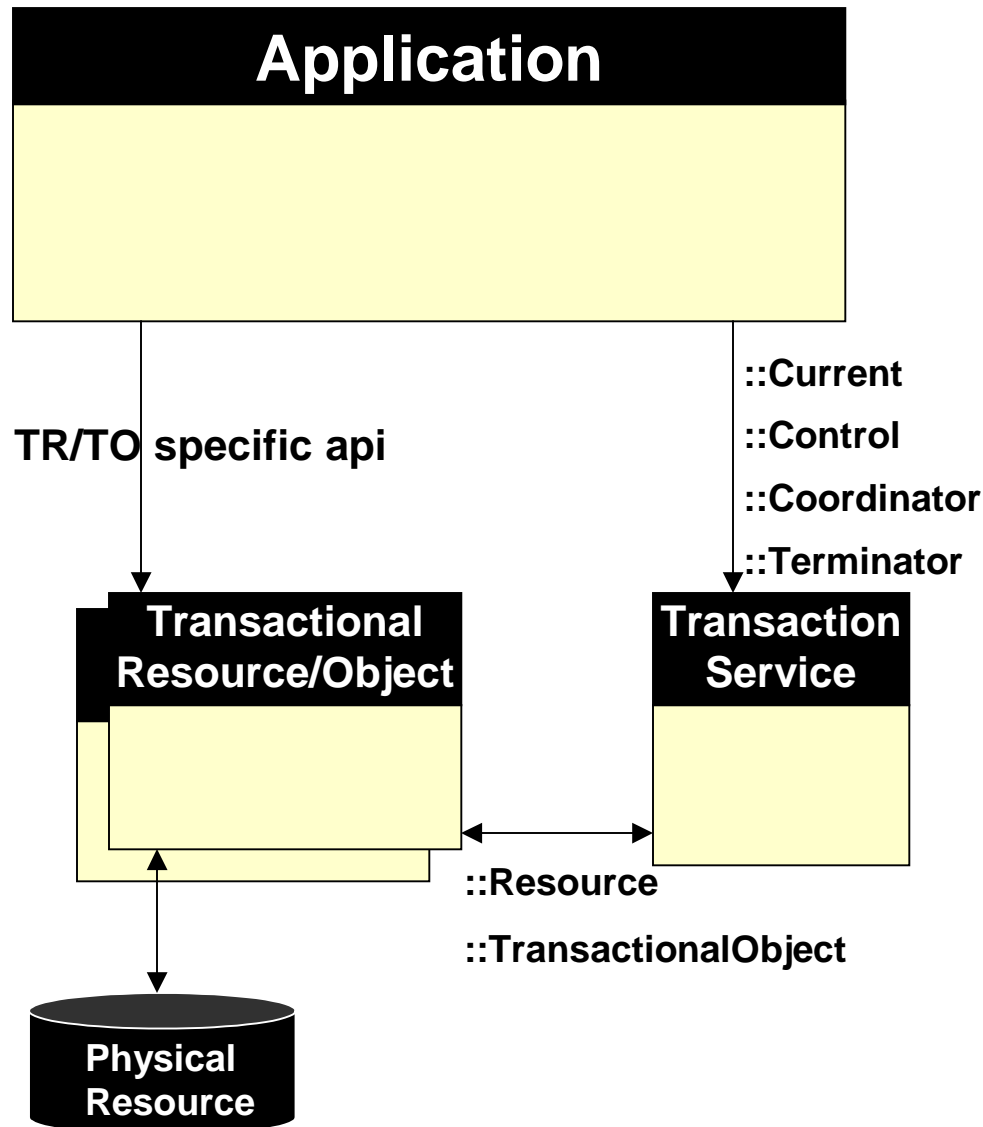 Application
::Current
TR/TO specific api
::Control
::Coordinator
::Terminator
Transactional
Resource/Object
Transaction
Service
::Resource
::TransactionalObject
Physical
Resource